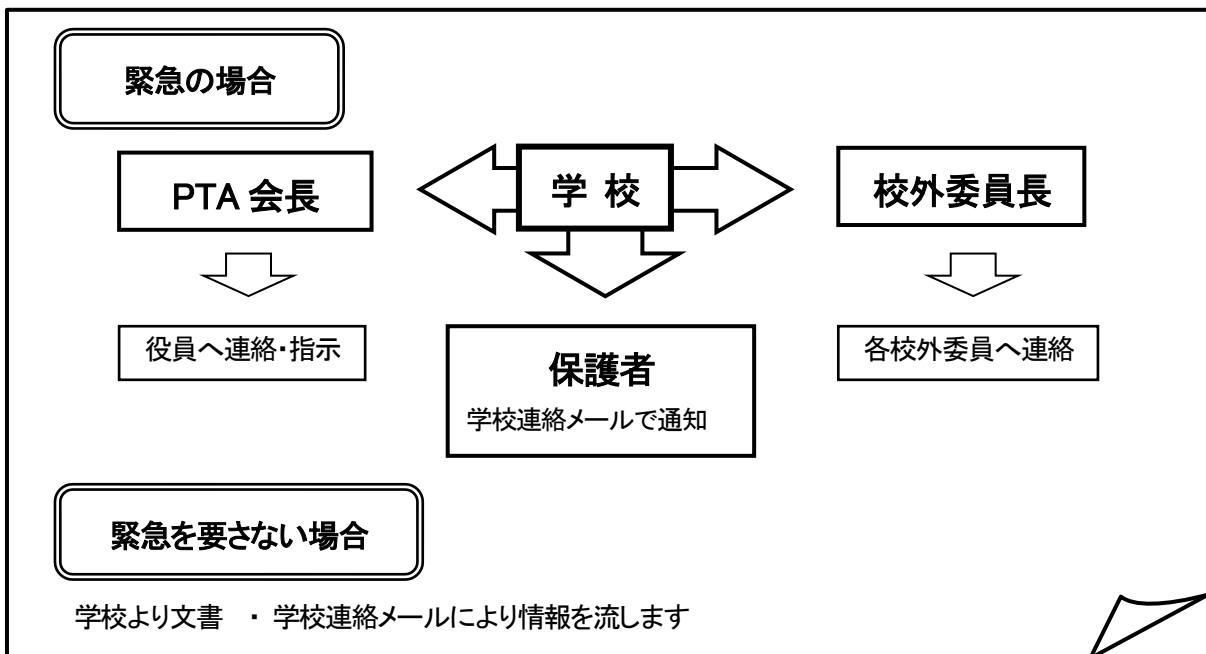 緊急の場合
PTA 会長
学 校
校外委員長
役員へ連絡・指示
保護者
学校連絡メールで通知
各校外委員へ連絡
緊急を要さない場合
学校より文書 ・ 学校連絡メールにより情報を流します